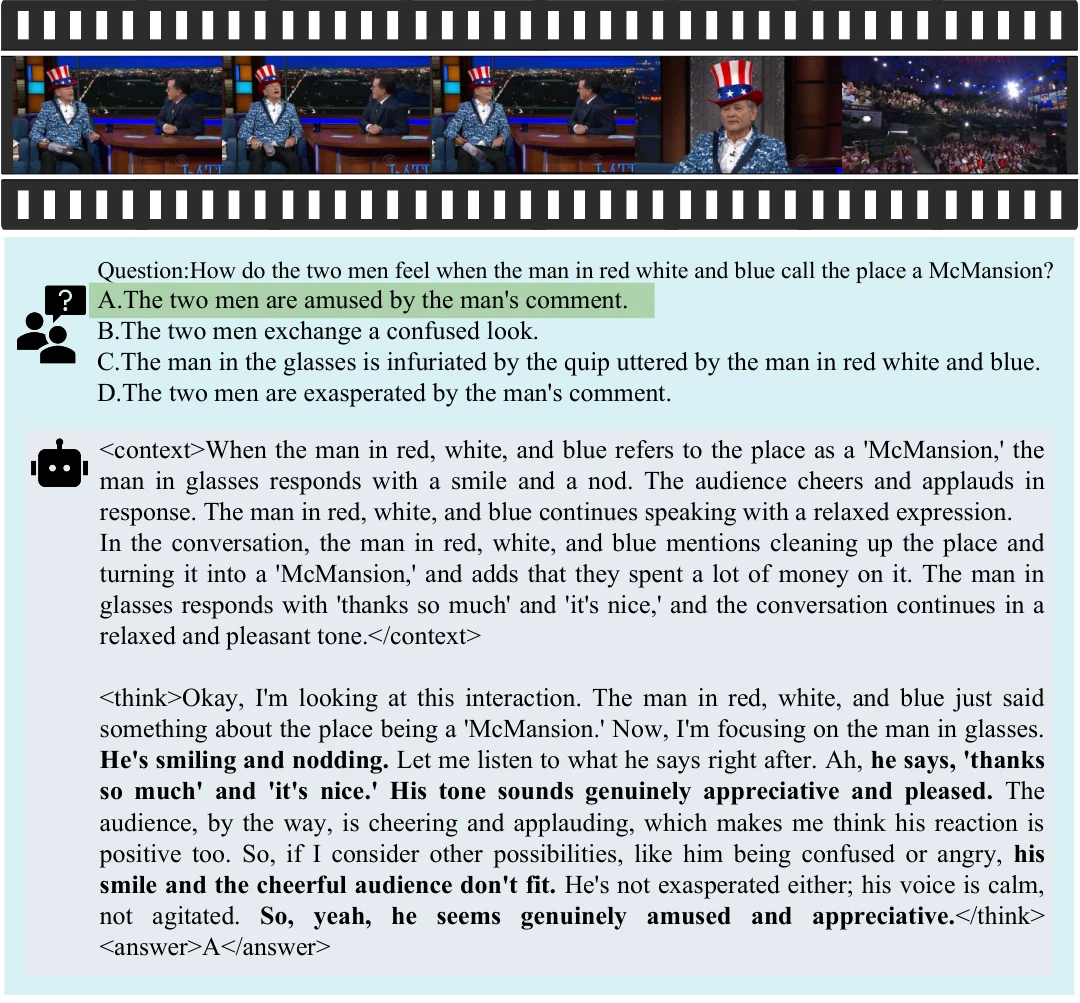 Question:How do the two men feel when the man in red white and blue call the place a McMansion?
?
A.The two men are amused by the man's comment.
B.The two men exchange a confused look.
C.The man in the glasses is infuriated by the quip uttered by the man in red white and blue.
D.The two men are exasperated by the man's comment.
<context>When the man in red, white, and blue refers to the place as a 'McMansion,' the
man in glasses responds with a smile and a nod. The audience cheers and applauds in
response. The man in red, white, and blue continues speaking with a relaxed expression.
In the conversation, the man in red, white, and blue mentions cleaning up the place and
turning it into a 'McMansion,' and adds that they spent a lot of money on it. The man in
glasses responds with 'thanks so much' and 'it's nice,' and the conversation continues in a
relaxed and pleasant tone.</context>
<think>Okay, I'm looking at this interaction. The man in red, white, and blue just said
something about the place being a 'McMansion.' Now, I'm focusing on the man in glasses.
He's smiling and nodding. Let me listen to what he says right after. Ah, he says, 'thanks
so much' and 'it's nice.' His tone sounds genuinely appreciative and pleased. The
audience, by the way, is cheering and applauding, which makes me think his reaction is
positive too. So, if I consider other possibilities, like him being confused or angry, his
smile and the cheerful audience don't fit. He's not exasperated either; his voice is calm,
not agitated. So, yeah, he seems genuinely amused and appreciative.</think>
<answer>A</answer>